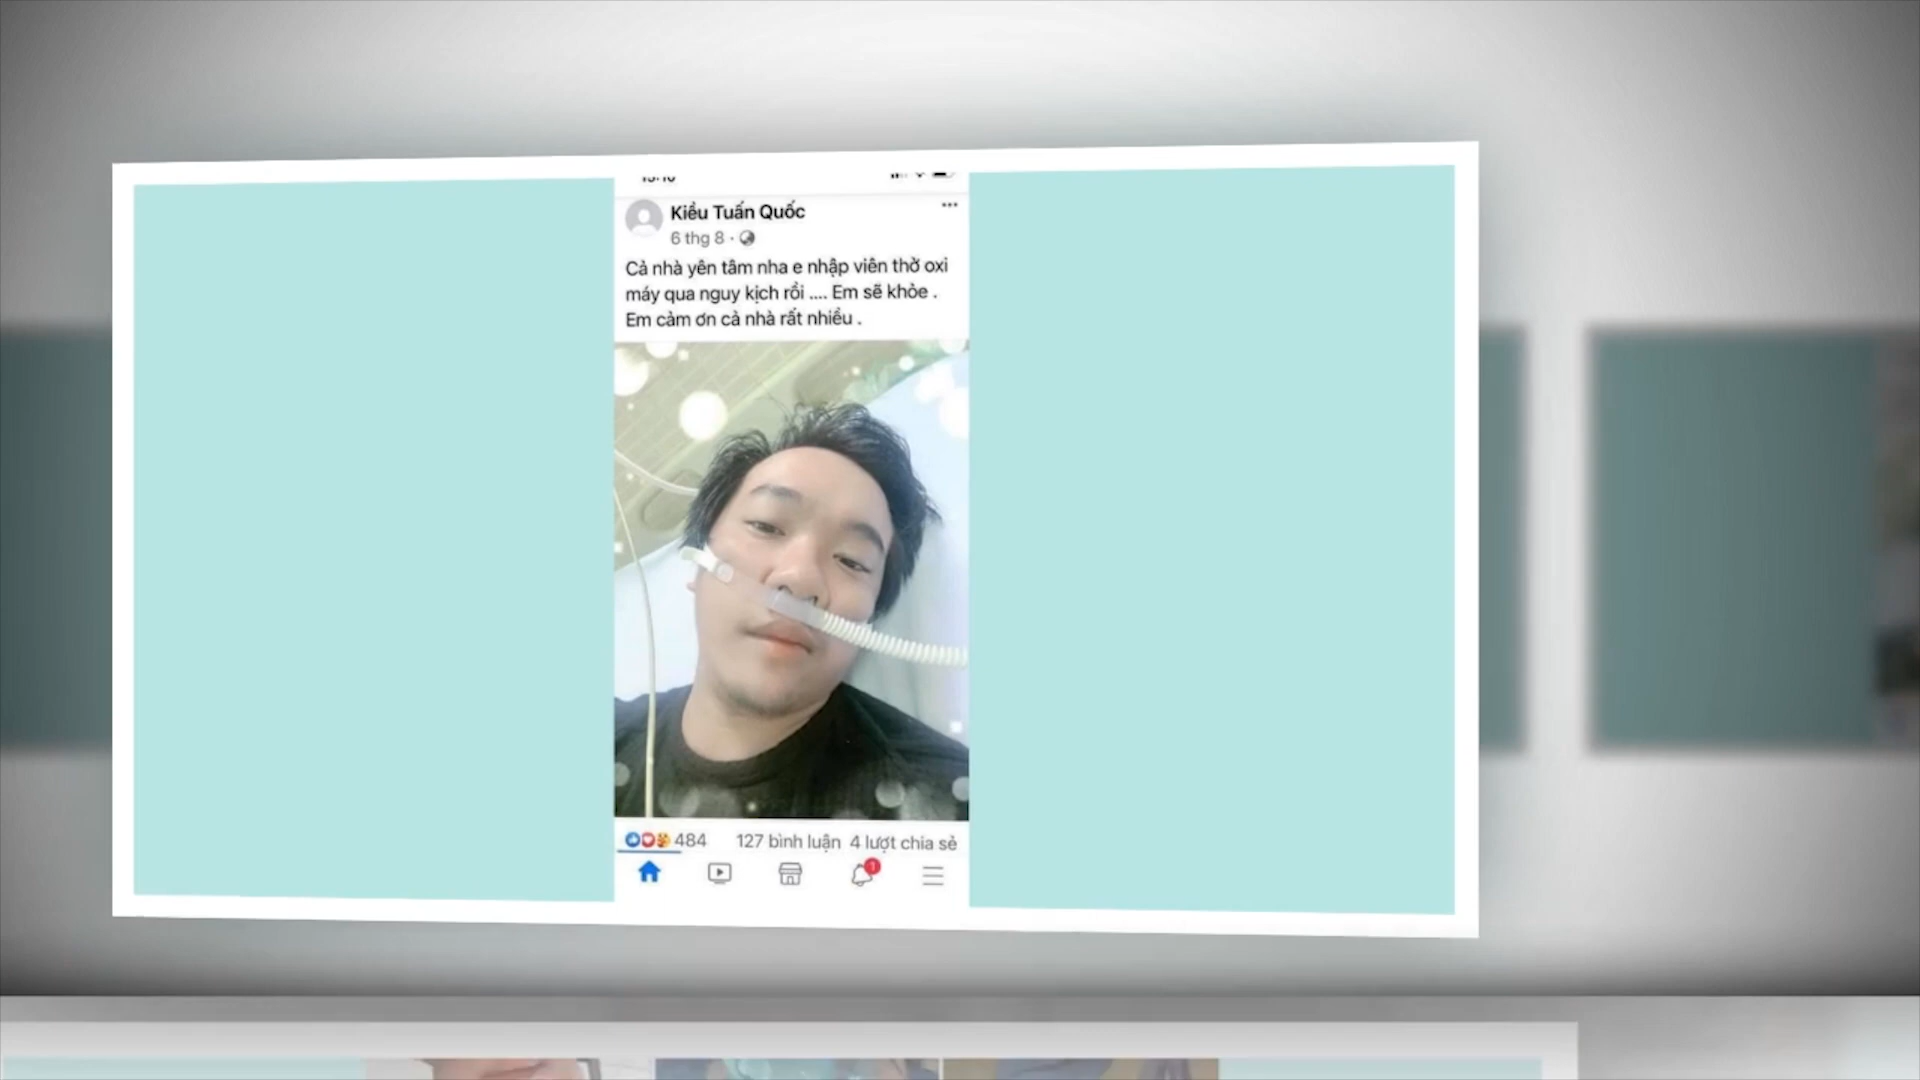 Kiều Tuấn Quốc
6 thg 8 ·
Cả nhà yên tâm nha e nhập viên thở oxi
máy qua nguy kịch rồi .... Em sẽ khỏe .
Em cảm ơn cả nhà rất nhiều .
484 127 bình luận 4 lượt chia sẻ
1